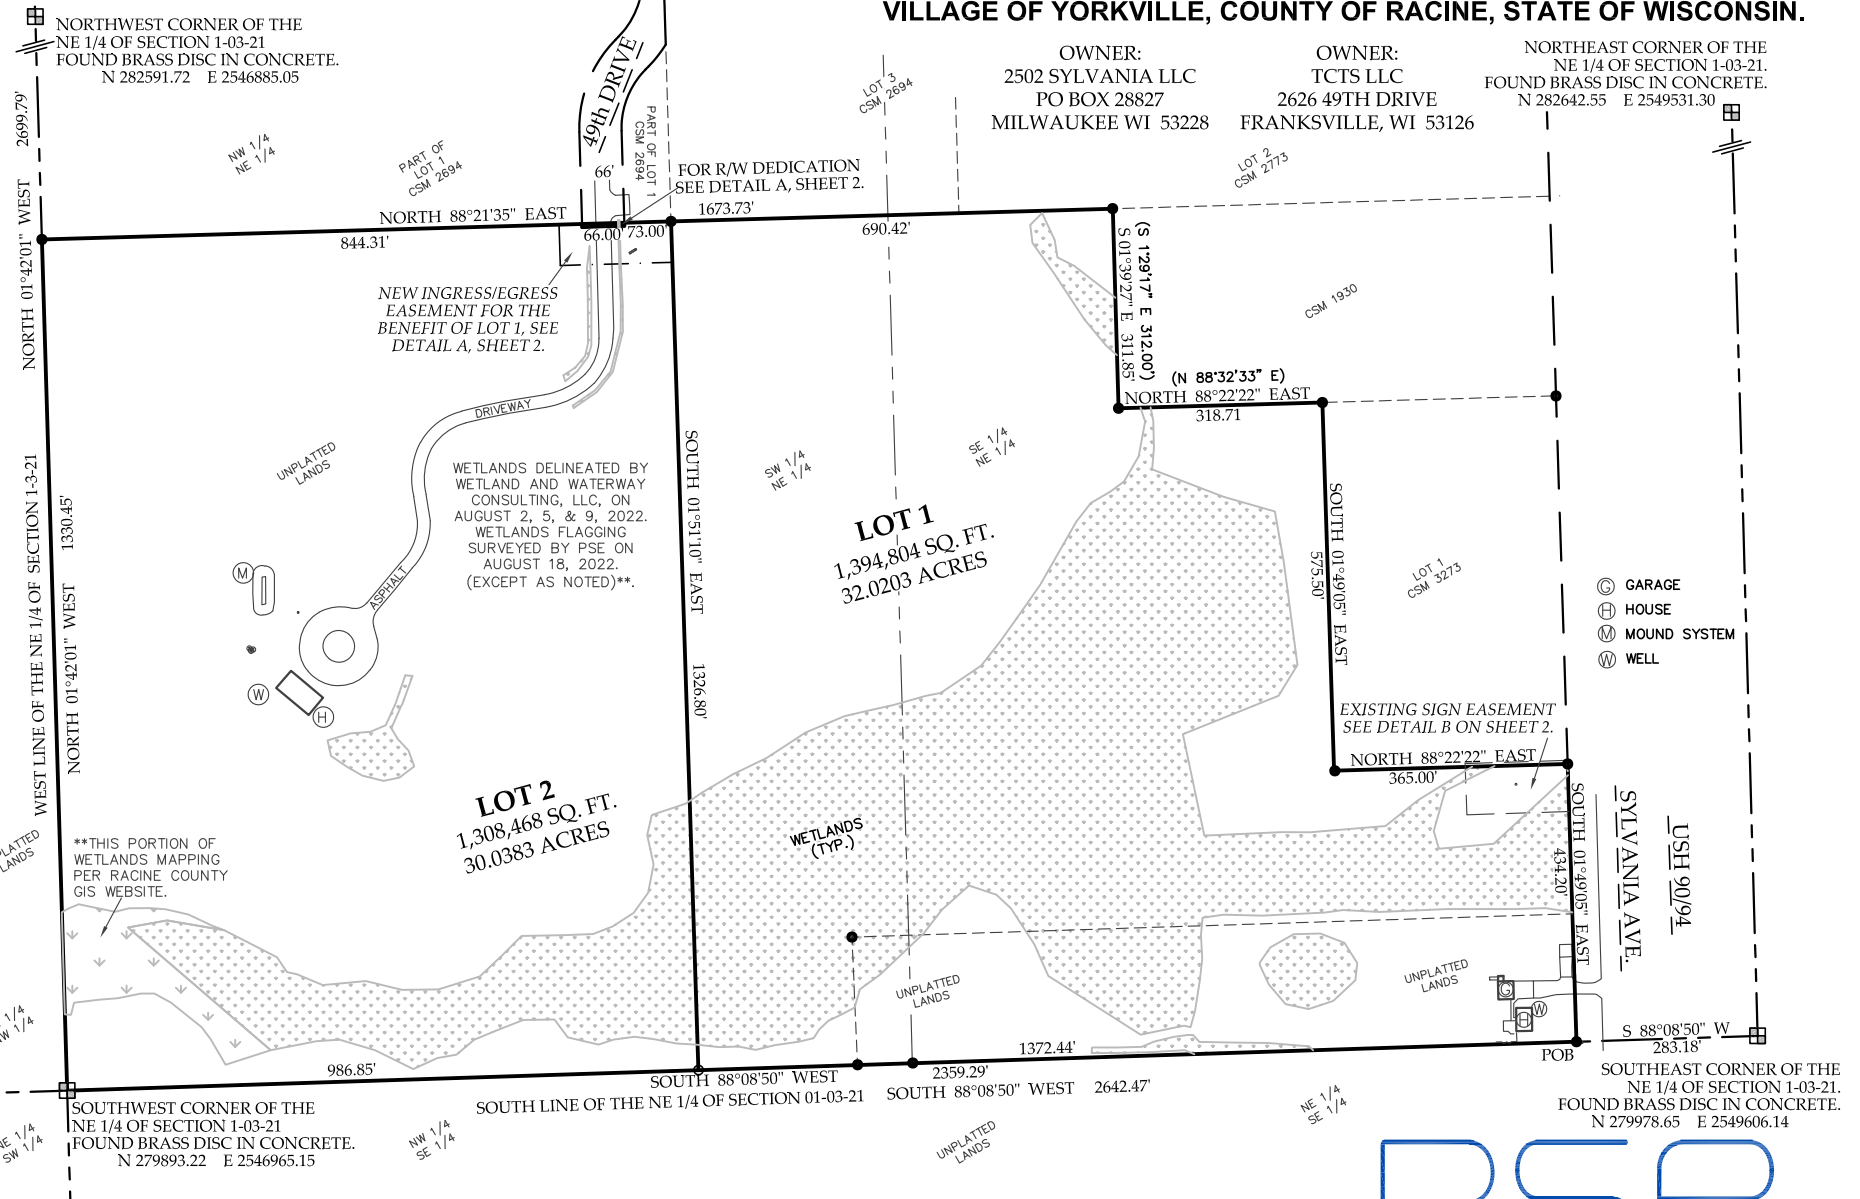 VILLAGE OF YORKVILLE, COUNTY OF RACINE, STATE OF WISCONSIN.
NORTHWEST CORNER OF THE
NE 1/4 OF SECTION 1-03-21
FOUND BRASS DISC IN CONCRETE.
N 282591.72 E 2546885.05
OWNER:
2502 SYLVANIA LLC
PO BOX 28827
MILWAUKEE WI 53228
OWNER:
TCTS LLC
2626 49TH DRIVE
FRANKSVILLE, WI 53126
NORTHEAST CORNER OF THE
NE 1/4 OF SECTION 1-03-21.
FOUND BRASS DISC IN CONCRETE.
N 282642.55 E 2549531.30
2699.79'
NORTH 01°42'01" WEST
NW 1/4
NE 1/4
PART OF
LOT 1
CSM 2694
49th DRIVE
66'
PART OF LOT 1
CSM 2694
LOT 3
CSM 2694
LOT 2
CSM 2773
FOR R/W DEDICATION
SEE DETAIL A, SHEET 2.
NORTH 88°21'35" EAST
1673.73'
844.31'
66.00'
73.00'
690.42'
(S 1°29'17" E 312.00')
S 01°39'27" E 311.85'
CSM 1930
NEW INGRESS/EGRESS
EASEMENT FOR THE
BENEFIT OF LOT 1, SEE
DETAIL A, SHEET 2.
(N 88°32'33" E)
NORTH 88°22'22" EAST
318.71
DRIVEWAY
ASPHALT
UNPLATTED
LANDS
WETLANDS DELINEATED BY
WETLAND AND WATERWAY
CONSULTING, LLC, ON
AUGUST 2, 5, & 9, 2022.
WETLANDS FLAGGING
SURVEYED BY PSE ON
AUGUST 18, 2022.
(EXCEPT AS NOTED)**.
SOUTH 01°51'10" EAST
1326.80'
SW 1/4
NE 1/4
SE 1/4
NE 1/4
LOT 1
1,394,804 SQ. FT.
32.0203 ACRES
SOUTH 01°49'05" EAST
575.50'
LOT 1
CSM 3273
G GARAGE
H HOUSE
M MOUND SYSTEM
W WELL
WEST LINE OF THE NE 1/4 OF SECTION 1-3-21
NORTH 01°42'01" WEST
1330.45'
M
W
H
EXISTING SIGN EASEMENT
SEE DETAIL B ON SHEET 2.
NORTH 88°22'22" EAST
365.00'
LOT 2
1,308,468 SQ. FT.
30.0383 ACRES
WETLANDS
(TYP.)
SOUTH 01°49'05" EAST
434.20'
SYLVANIA AVE.
USH 90/94
PLATTED
LANDS
**THIS PORTION OF
WETLANDS MAPPING
PER RACINE COUNTY
GIS WEBSITE.
UNPLATTED
LANDS
UNPLATTED
LANDS
G
H
W
1/4
W 1/4
S 88°08'50" W
283.18'
POB
1372.44'
986.85'
SOUTH 88°08'50" WEST
2359.29'
SOUTH LINE OF THE NE 1/4 OF SECTION 01-03-21
SOUTH 88°08'50" WEST 2642.47'
SOUTHWEST CORNER OF THE
NE 1/4 OF SECTION 1-03-21
FOUND BRASS DISC IN CONCRETE.
N 279893.22 E 2546965.15
NE 1/4
SW 1/4
NW 1/4
SE 1/4
UNPLATTED
LANDS
NE 1/4
SE 1/4
SOUTHEAST CORNER OF THE
NE 1/4 OF SECTION 1-03-21.
FOUND BRASS DISC IN CONCRETE.
N 279978.65 E 2549606.14